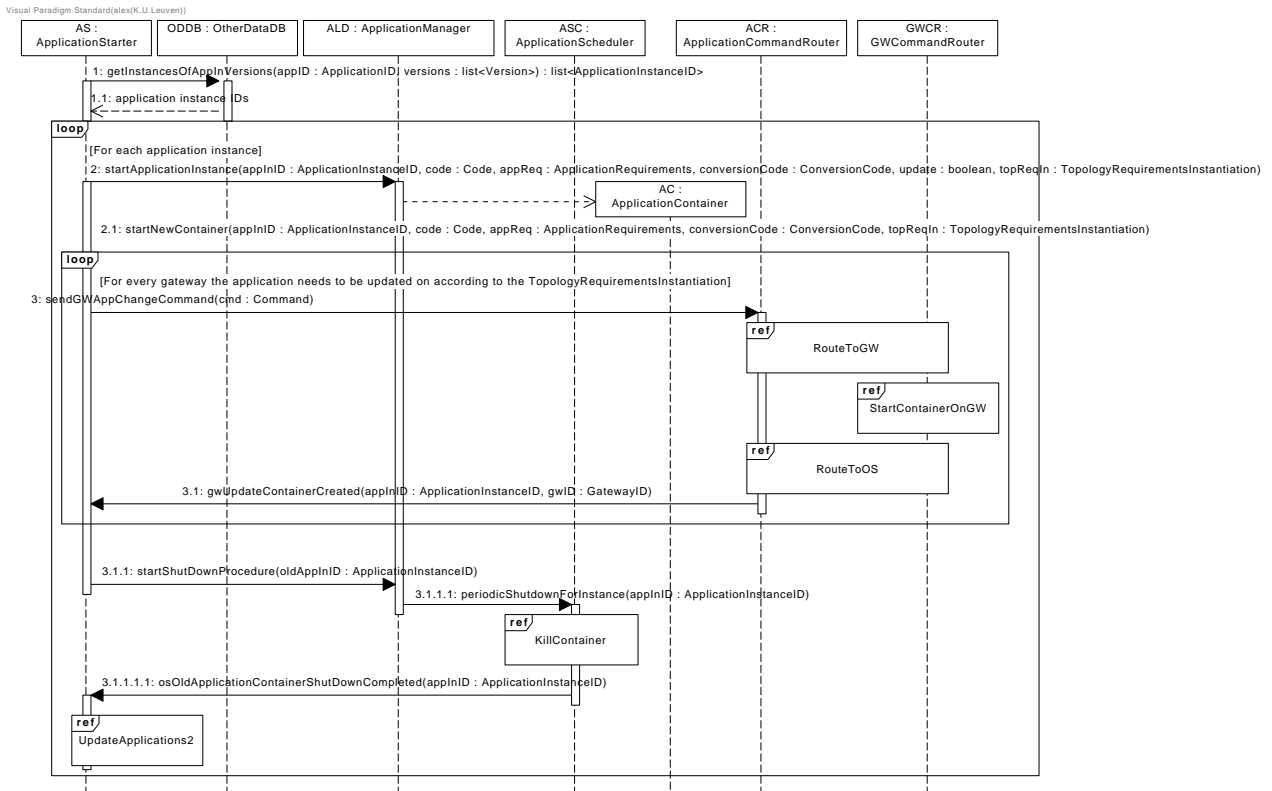 Visual Paradigm Standard(alex(K.U.Leuven))
AS :
ApplicationStarter
ODDB : OtherDataDB
ALD : ApplicationManager
ASC :
ApplicationScheduler
ACR :
ApplicationCommandRouter
GWCR :
GWCommandRouter
1: getInstancesOfAppInVersions(appID : ApplicationID, versions : list<Version>) : list<ApplicationInstanceID>
1.1: application instance IDs
loop
[For each application instance]
2: startApplicationInstance(appInID : ApplicationInstanceID, code : Code, appReq : ApplicationRequirements, conversionCode : ConversionCode, update : boolean, topReqIn : TopologyRequirementsInstantiation)
AC :
ApplicationContainer
2.1: startNewContainer(appInID : ApplicationInstanceID, code : Code, appReq : ApplicationRequirements, conversionCode : ConversionCode, topReqIn : TopologyRequirementsInstantiation)
loop
[For every gateway the application needs to be updated on according to the TopologyRequirementsInstantiation]
3: sendGWAppChangeCommand(cmd : Command)
ref
RouteToGW
ref
StartContainerOnGW
ref
RouteToOS
3.1: gwUpdateContainerCreated(appInID : ApplicationInstanceID, gwID : GatewayID)
3.1.1: startShutDownProcedure(oldAppInID : ApplicationInstanceID)
3.1.1.1: periodicShutdownForInstance(appInID : ApplicationInstanceID)
ref
KillContainer
3.1.1.1.1: osOldApplicationContainerShutDownCompleted(appInID : ApplicationInstanceID)
ref
UpdateApplications2